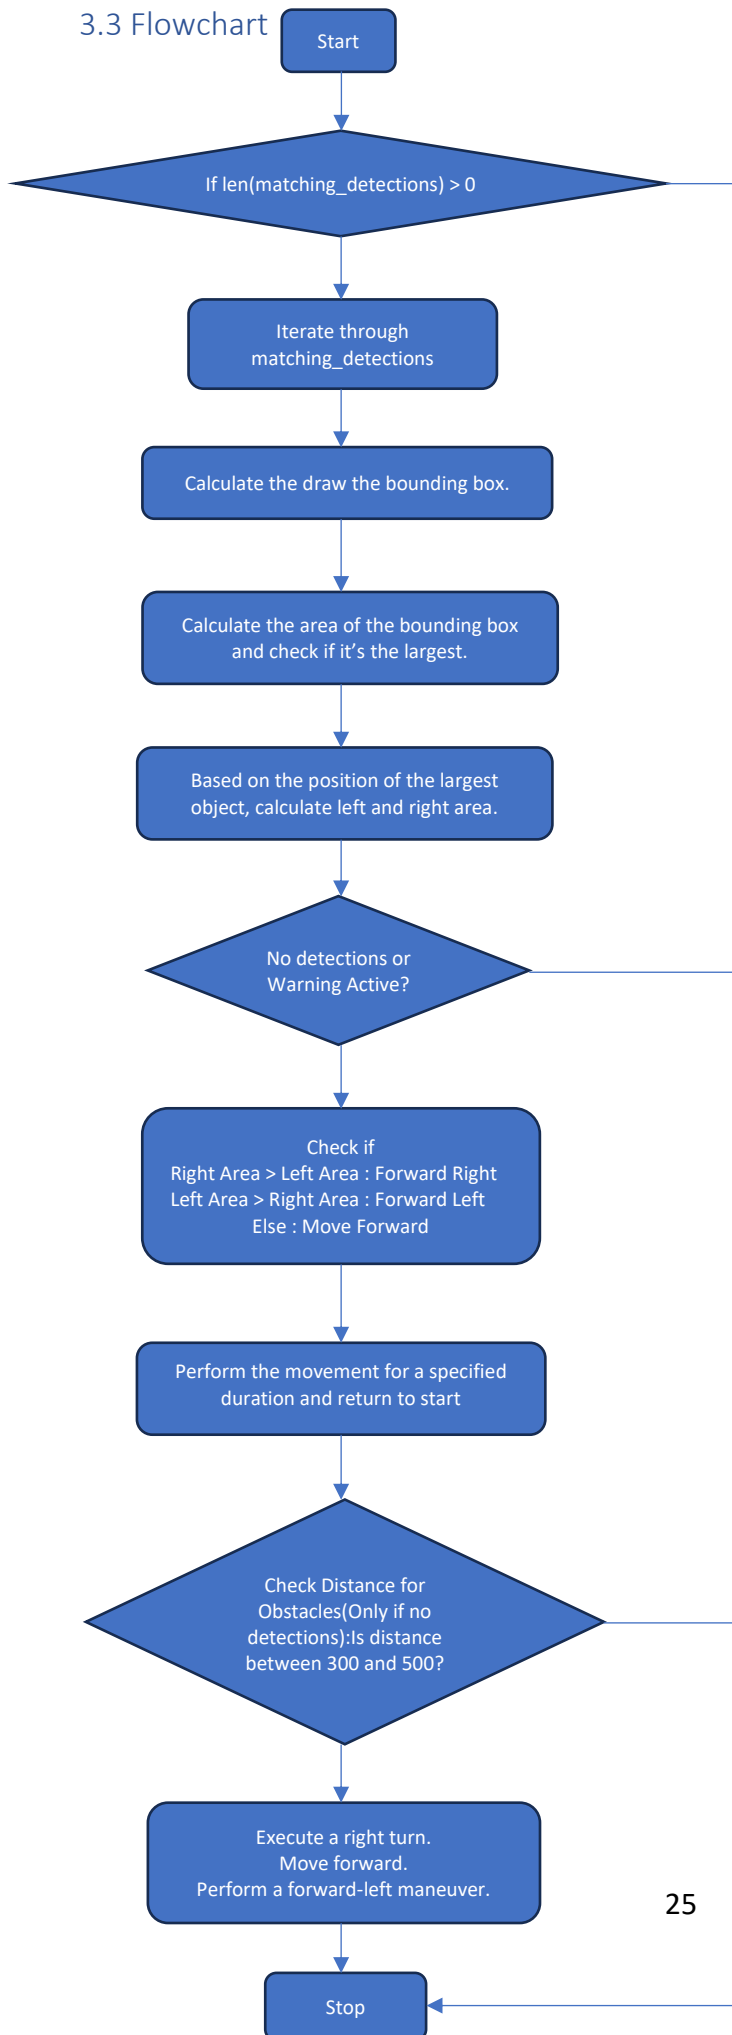 3.3 Flowchart
Start
If len(matching_detections) > 0
Iterate through
matching_detections
Calculate the draw the bounding box.
Calculate the area of the bounding box
and check if it’s the largest.
Based on the position of the largest
object, calculate left and right area.
No detections or
Warning Active?
Check if
Right Area > Left Area : Forward Right
Left Area > Right Area : Forward Left
Else : Move Forward
Perform the movement for a specified
duration and return to start
Check Distance for
Obstacles(Only if no
detections):Is distance
between 300 and 500?
Execute a right turn.
Move forward.
Perform a forward-left maneuver.
25
Stop